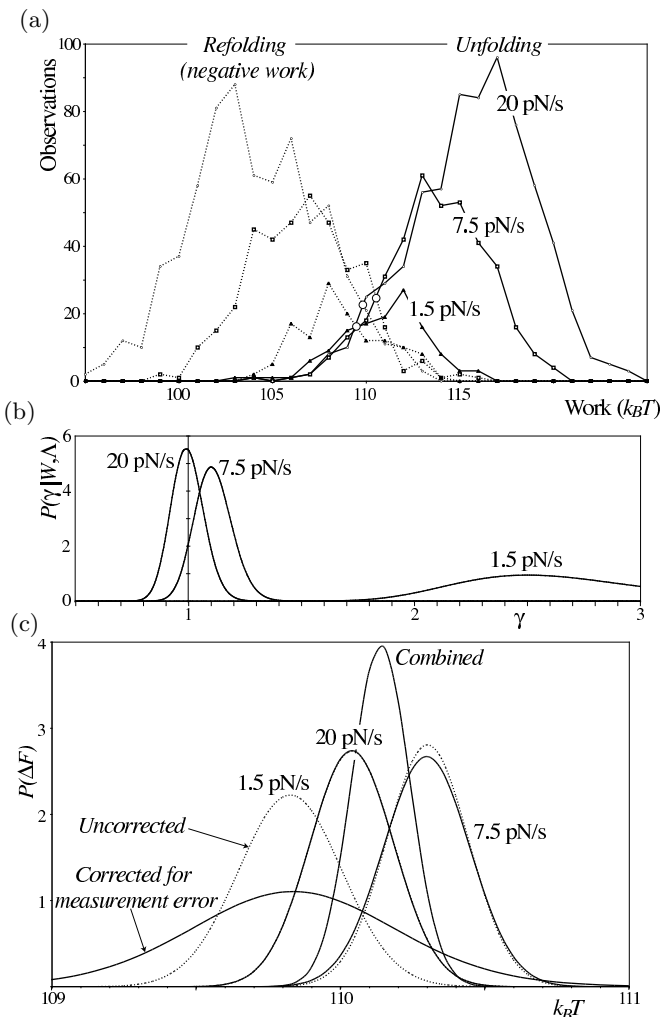 (a)
100
80
60
40
20
0
Observations
Refolding
(negative work)
Unfolding
20 pN/s
7.5 pN/s
1.5 pN/s
100
105
110
115
Work (kBT)
(b)
6
4
2
0
P(γ|W,Λ)
20 pN/s
7.5 pN/s
1.5 pN/s
1
2
γ
3
(c)
4
3
2
1
P(ΔF)
Combined
20 pN/s
1.5 pN/s
7.5 pN/s
Uncorrected
Corrected for
measurement error
109
110
111
kBT